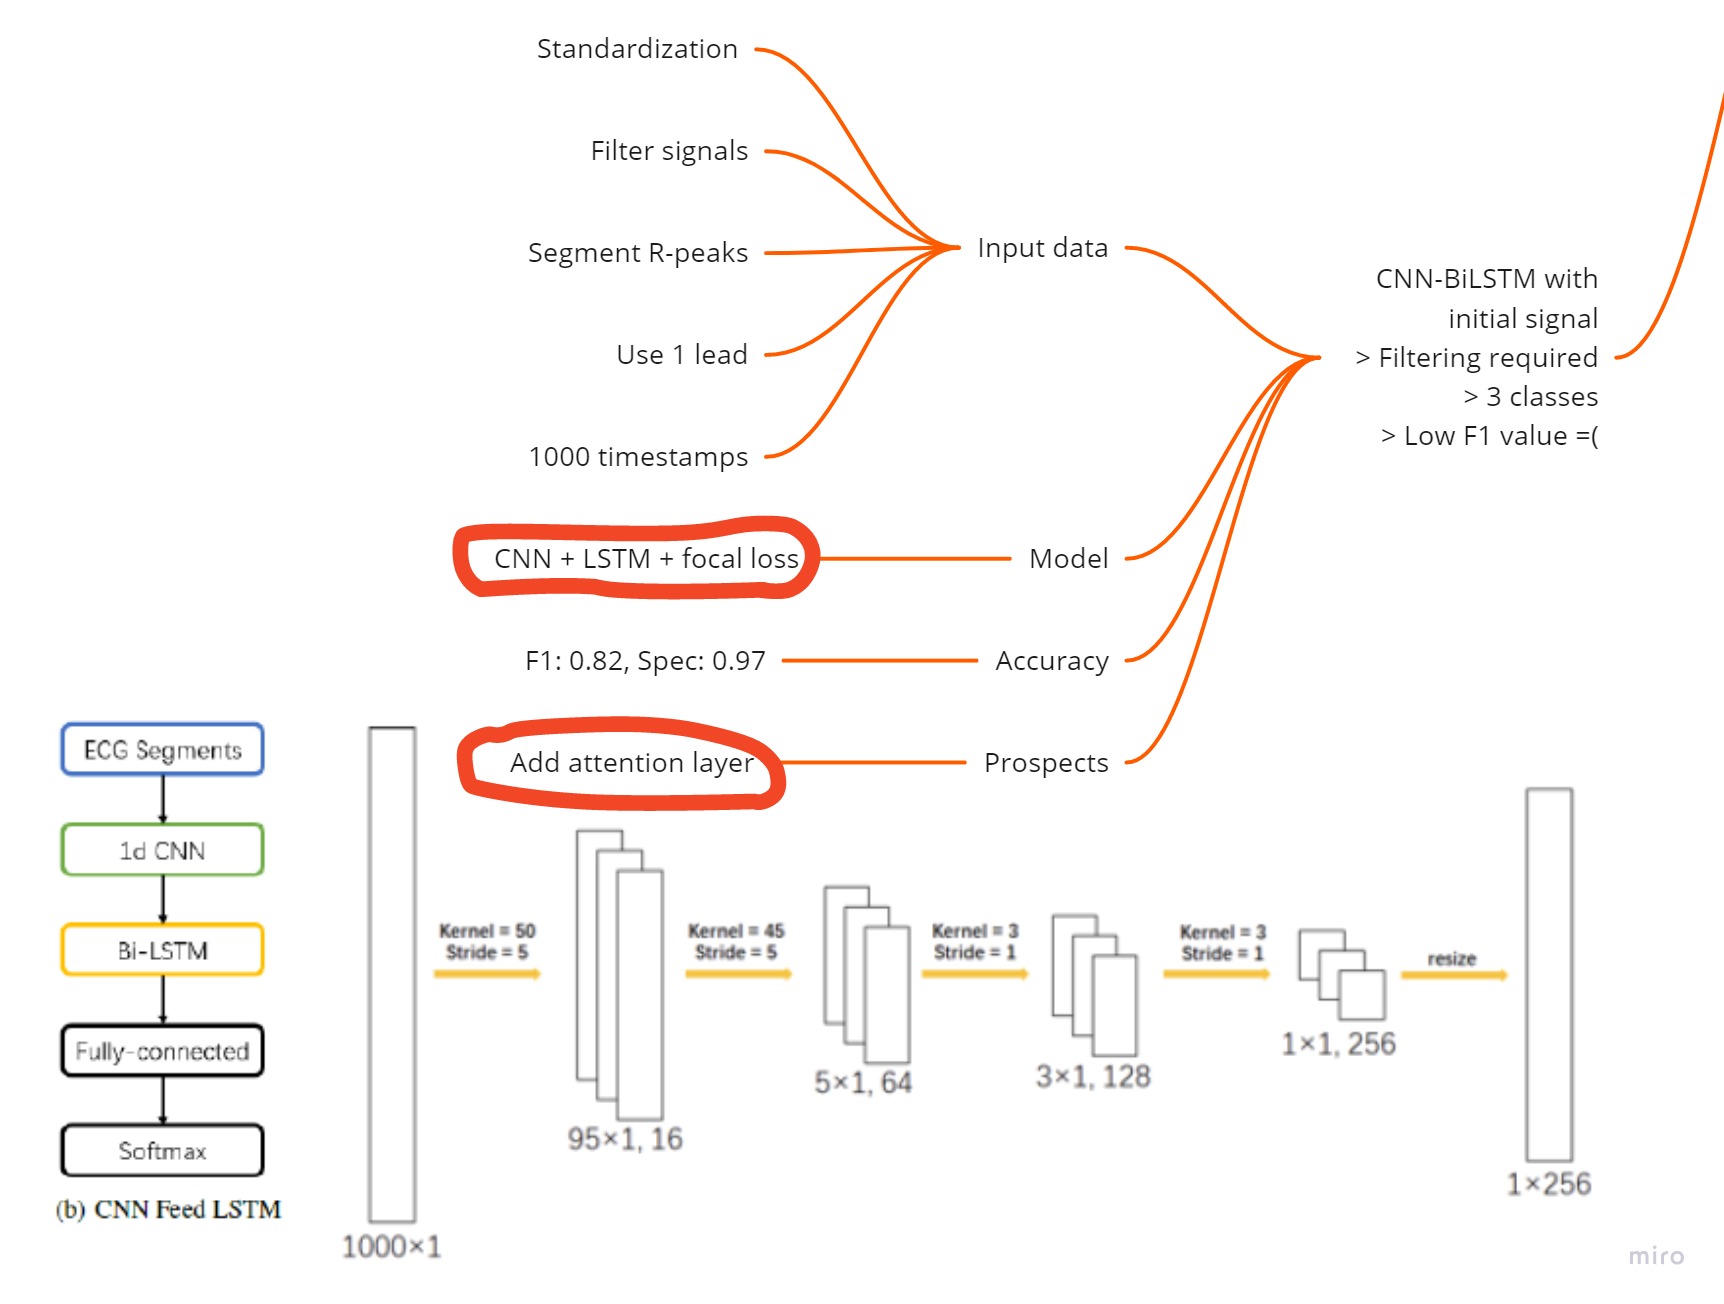 Standardization
Filter signals
Segment R-peaks
Use 1 lead
1000 timestamps
Input data
CNN-BiLSTM with
initial signal
> Filtering required
> 3 classes
> Low F1 value =(
CNN + LSTM + focal loss
Model
F1: 0.82, Spec: 0.97
Accuracy
Add attention layer
Prospects
ECG Segments
1d CNN
Bi-LSTM
Fully-connected
Softmax
(b) CNN Feed LSTM
1000×1
Kernel = 50
Stride = 5
95×1, 16
Kernel = 45
Stride = 5
5×1, 64
Kernel = 3
Stride = 1
3×1, 128
Kernel = 3
Stride = 1
1×1, 256
resize
1×256
miro